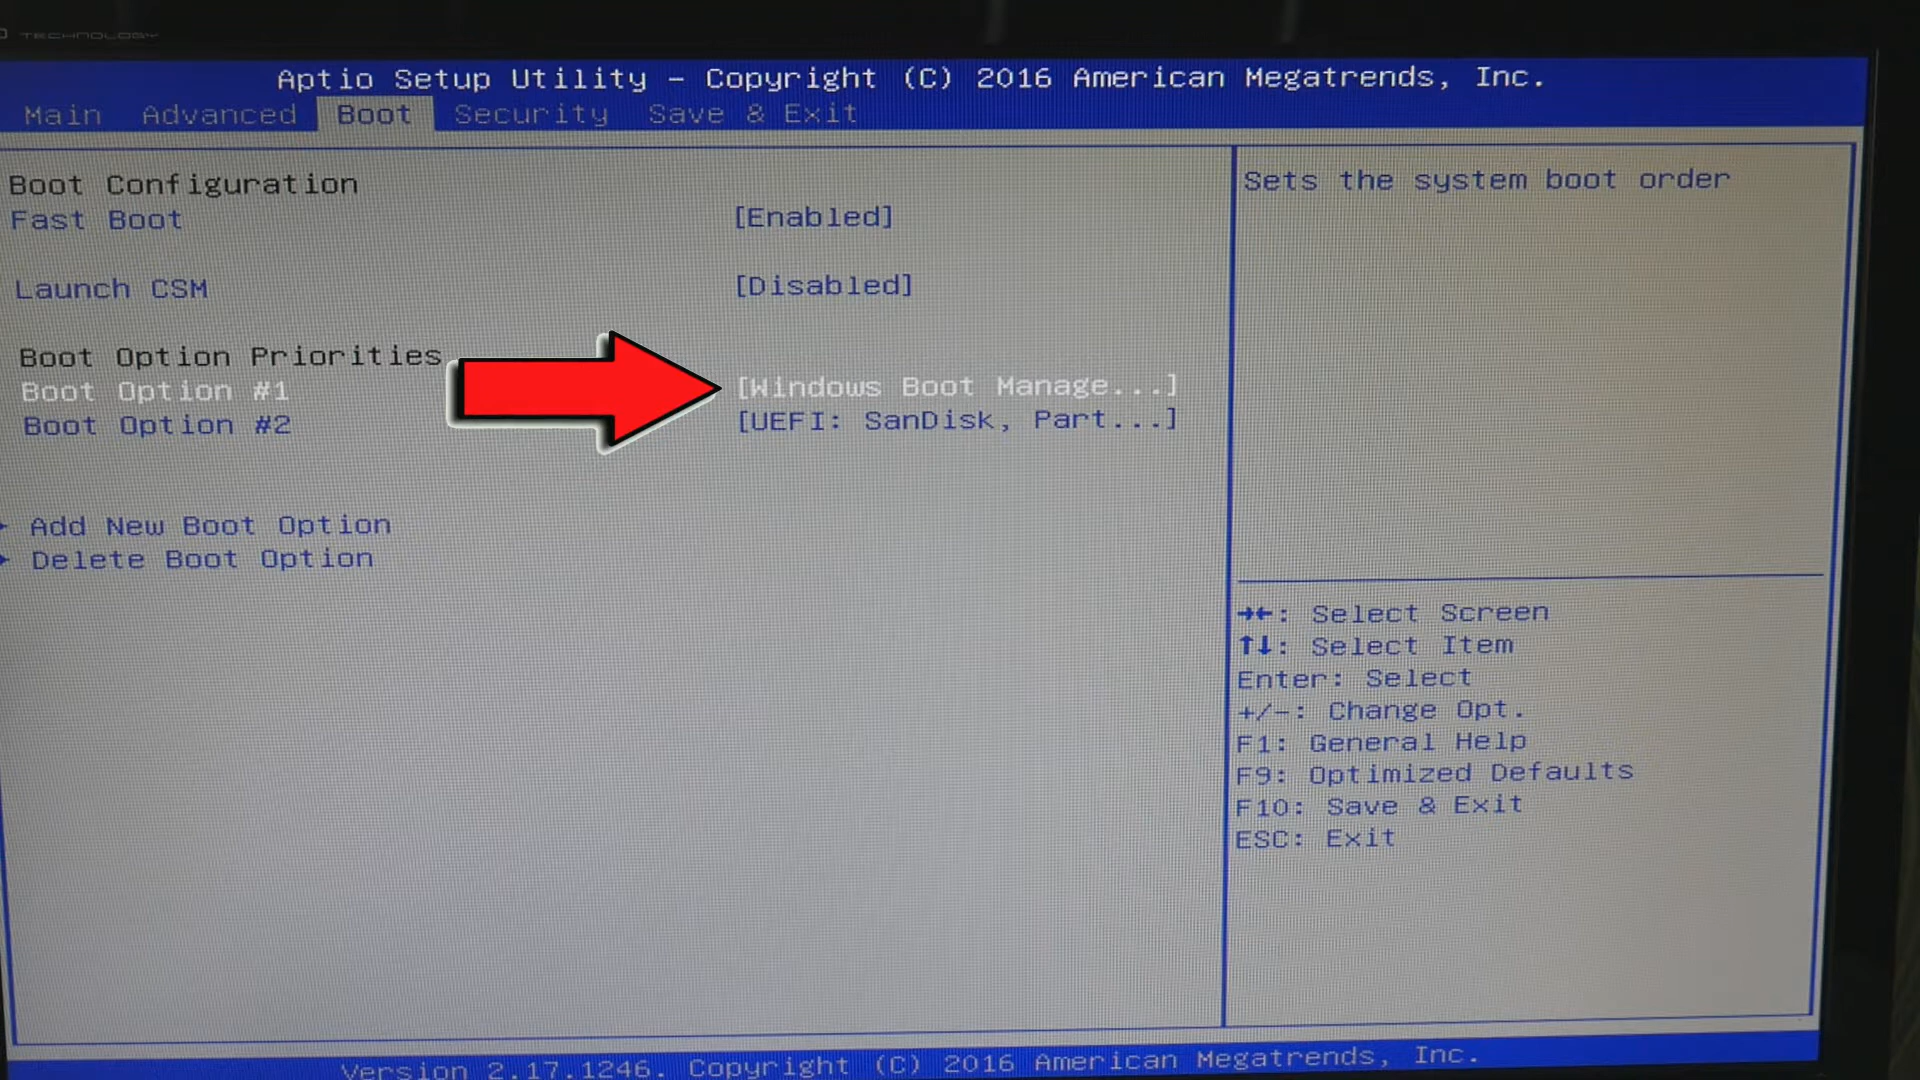 TECHNOLOGY
Aptio Setup Utility – Copyright (C) 2016 American Megatrends, Inc.
Main Advanced Boot Security Save & Exit
Boot Configuration
Fast Boot [Enabled]
Launch CSM [Disabled]
Boot Option Priorities
Boot Option #1 [Windows Boot Manage...]
Boot Option #2 [UEFI: SanDisk, Part...]
Add New Boot Option
Delete Boot Option
Sets the system boot order
→←: Select Screen
↑↓: Select Item
Enter: Select
+/-: Change Opt.
F1: General Help
F9: Optimized Defaults
F10: Save & Exit
ESC: Exit
Version 2.17.1246. Copyright (C) 2016 American Megatrends, Inc.